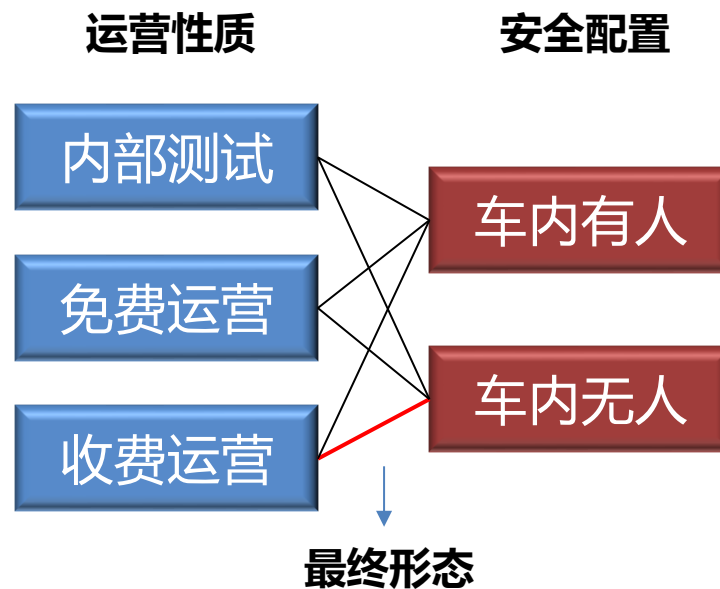 运营性质
安全配置
内部测试
车内有人
免费运营
车内无人
收费运营
最终形态